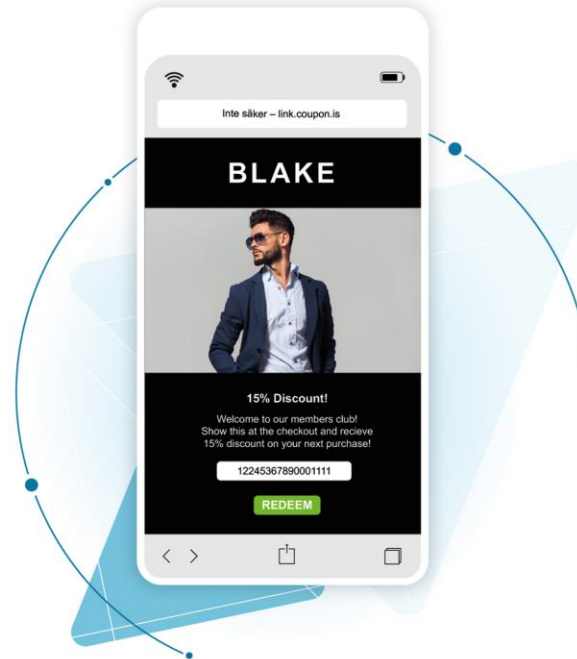 Inte säker – link.coupon.is
BLAKE
15% Discount!
Welcome to our members club!
Show this at the checkout and recieve
15% discount on your next purchase!
12245367890001111
REDEEM